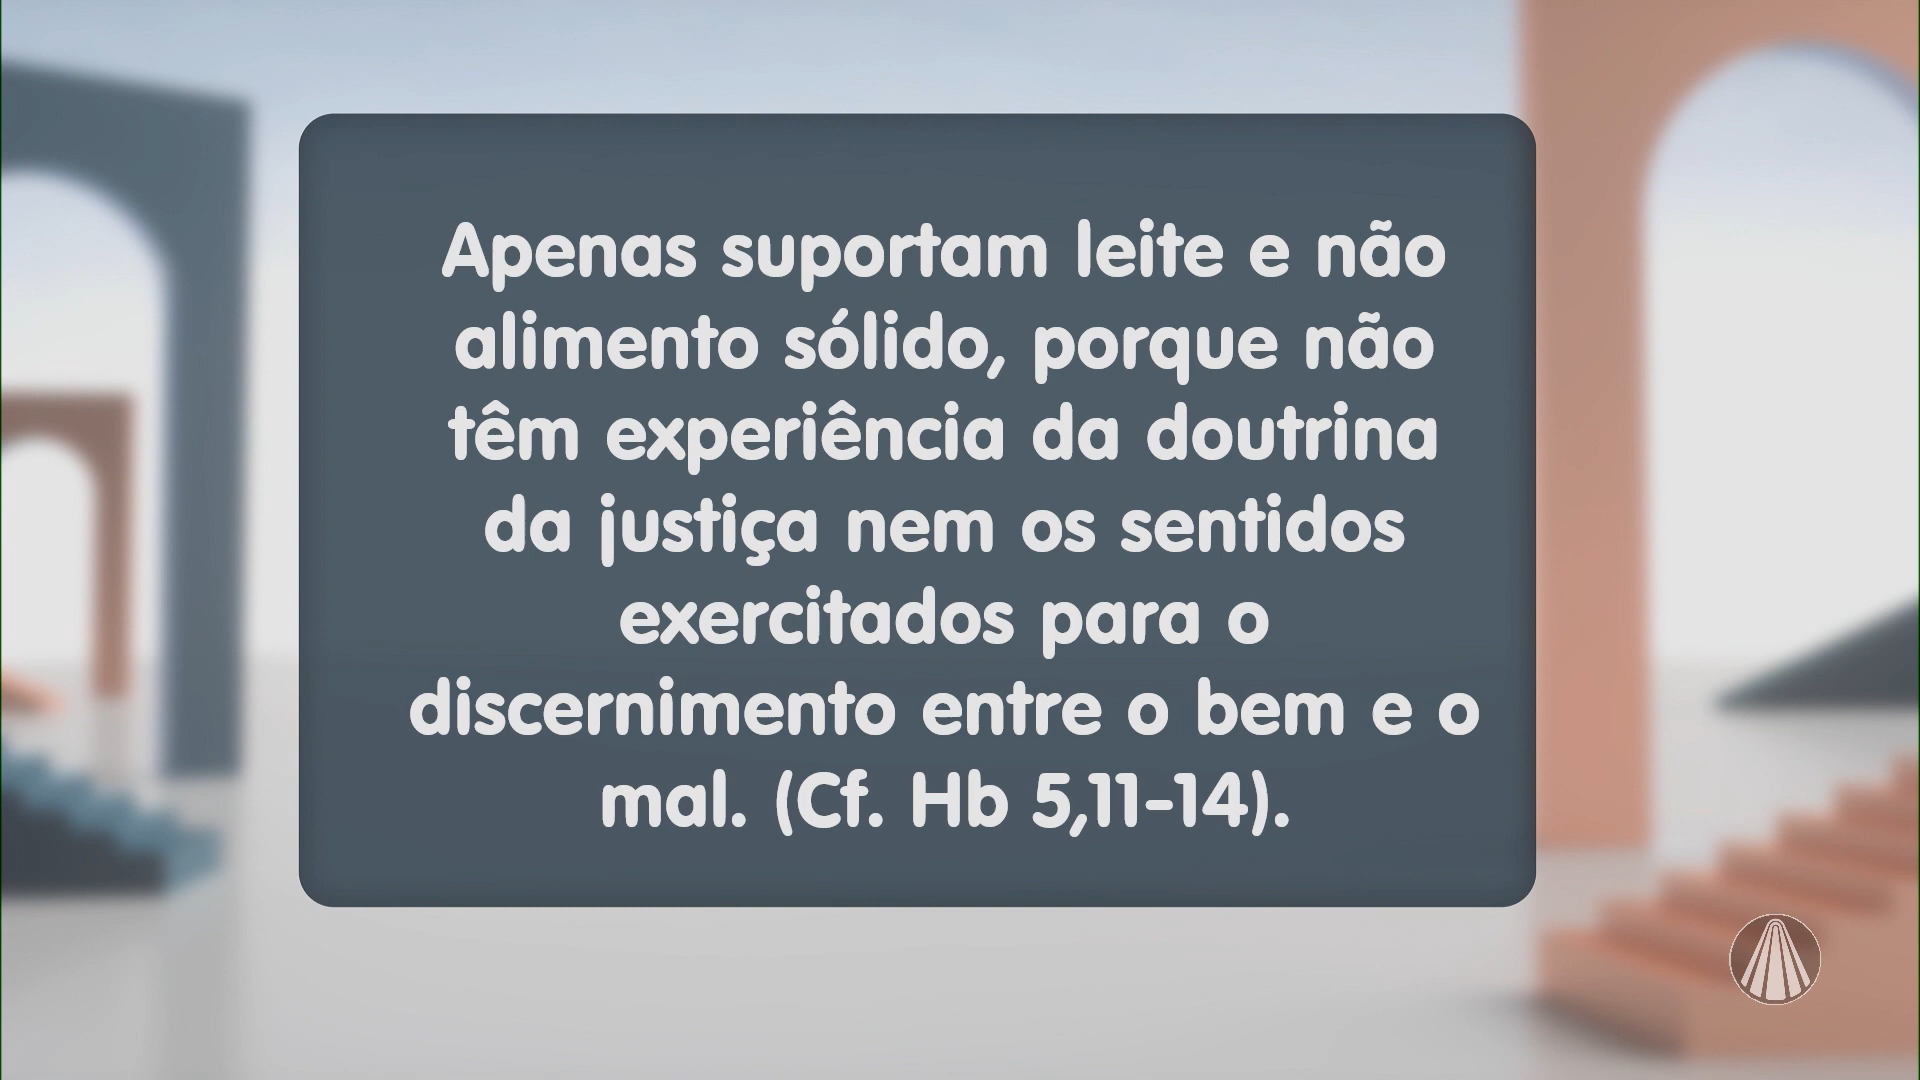 Apenas suportam leite e não
alimento sólido, porque não
têm experiência da doutrina
da justiça nem os sentidos
exercitados para o
discernimento entre o bem e o
mal. (Cf. Hb 5,11-14).